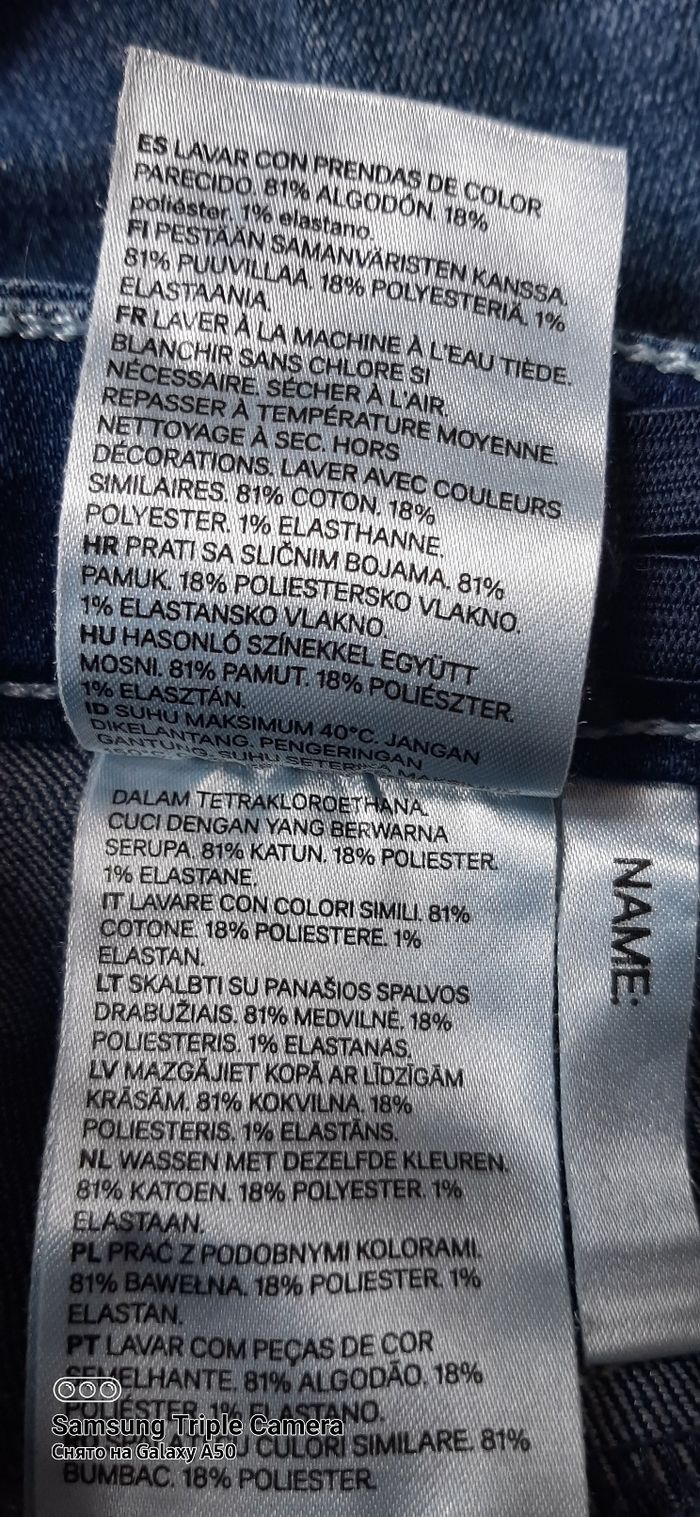 ES LAVAR CON PRENDAS DE COLOR
PARECIDO. 81% ALGODÓN. 18%
poliéster. 1% elastano.
FI PESTÄÄN SAMANVÄRISTEN KANSSA.
81% PUUVILLAA. 18% POLYESTERIÄ. 1%
ELASTAANIA.
FR LAVER À LA MACHINE À L'EAU TIÈDE.
BLANCHIR SANS CHLORE SI
NÉCESSAIRE. SÉCHER À L'AIR.
REPASSER À TEMPÉRATURE MOYENNE.
NETTOYAGE À SEC. HORS
DÉCORATIONS. LAVER AVEC COULEURS
SIMILAIRES. 81% COTON. 18%
POLYESTER. 1% ELASTHANNE.
HR PRATI SA SLIČNIM BOJAMA. 81%
PAMUK. 18% POLIESTERSKO VLAKNO.
1% ELASTANSKO VLAKNO.
HU HASONLÓ SZÍNEKKEL EGYÜTT
MOSNI. 81% PAMUT. 18% POLIÉSZTER.
1% ELASZTÁN.
ID SUHU MAKSIMUM 40°C. JANGAN
DIKELANTANG. PENGERINGAN
GANTUNG. SUHU SETERIKA
DALAM TETRAKLOROETHANA.
CUCI DENGAN YANG BERWARNA
SERUPA. 81% KATUN. 18% POLIESTER.
1% ELASTANE.
IT LAVARE CON COLORI SIMILI. 81%
COTONE. 18% POLIESTERE. 1%
ELASTAN.
LT SKALBTI SU PANAŠIOS SPALVOS
DRABUŽIAIS. 81% MEDVILNĖ. 18%
POLIESTERIS. 1% ELASTANAS.
LV MAZGĀJIET KOPĀ AR LĪDZĪGĀM
KRĀSĀM. 81% KOKVILNA. 18%
POLIESTERIS. 1% ELASTĀNS.
NL WASSEN MET DEZELFDE KLEUREN.
81% KATOEN. 18% POLYESTER. 1%
ELASTAAN.
PL PRAĆ Z PODOBNYMI KOLORAMI.
81% BAWEŁNA. 18% POLIESTER. 1%
ELASTAN.
PT LAVAR COM PEÇAS DE COR
SEMELHANTE. 81% ALGODÃO. 18%
POLIÉSTER. 1% ELASTANO.
CULORI SIMILARE. 81%
BUMBAC. 18% POLIESTER.
NAME:
Samsung Triple Camera
Снято на Galaxy A50